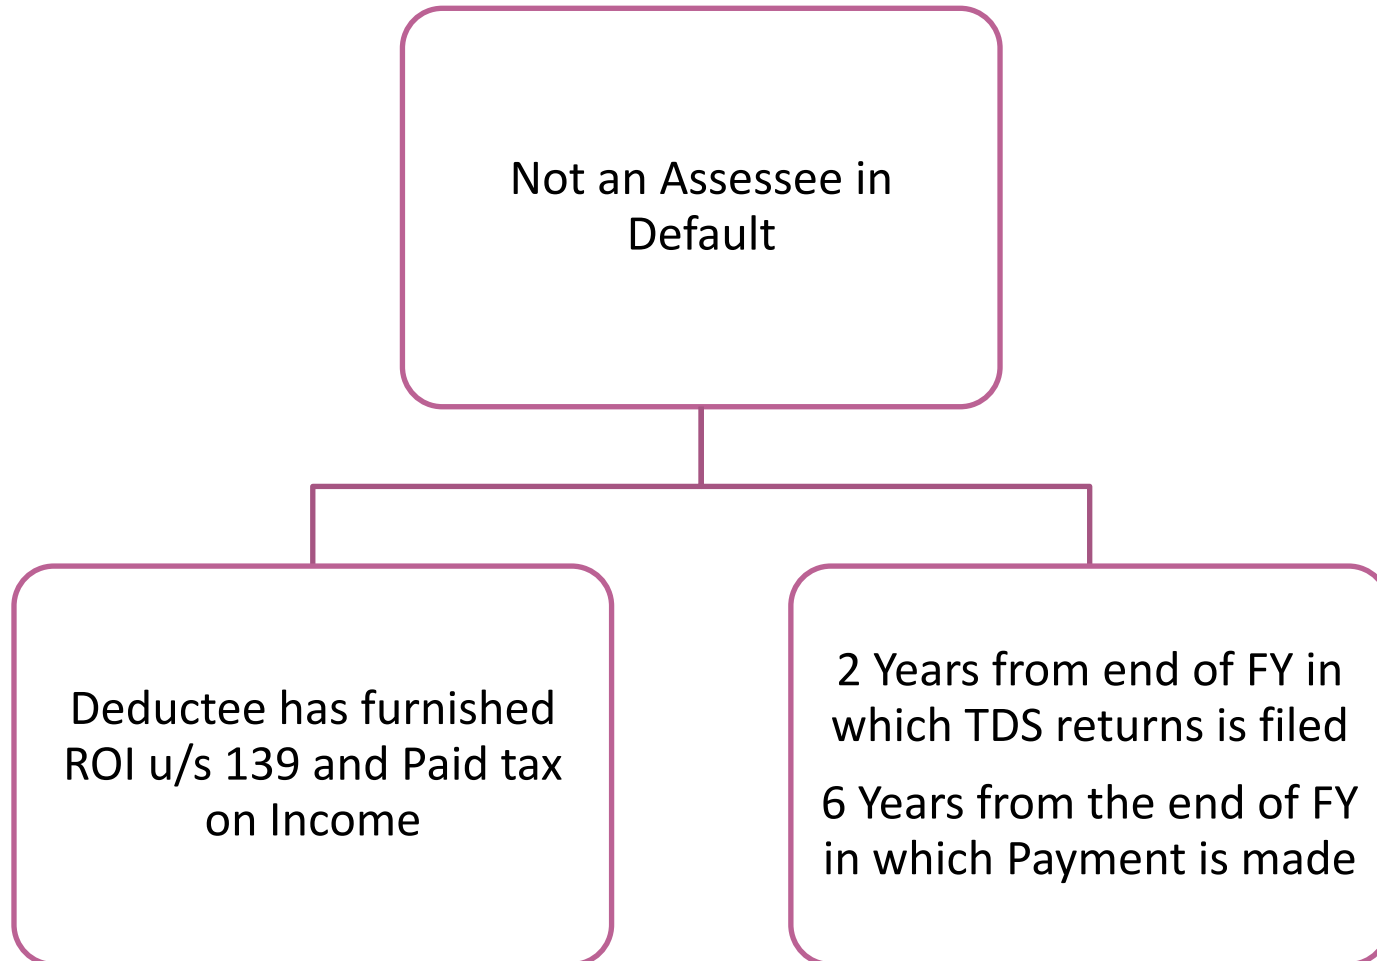 Not an Assessee in
Default
Deductee has furnished
ROI u/s 139 and Paid tax
on Income
2 Years from end of FY in
which TDS returns is filed
6 Years from the end of FY
in which Payment is made